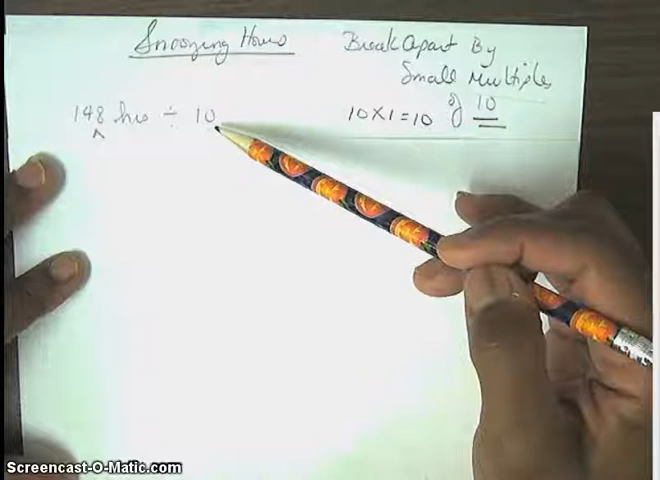 Snoozing Hours
Break Apart By
Small Multiples
of 10
148 hrs ÷ 10
10 X 1 = 10
Screencast-O-Matic.com